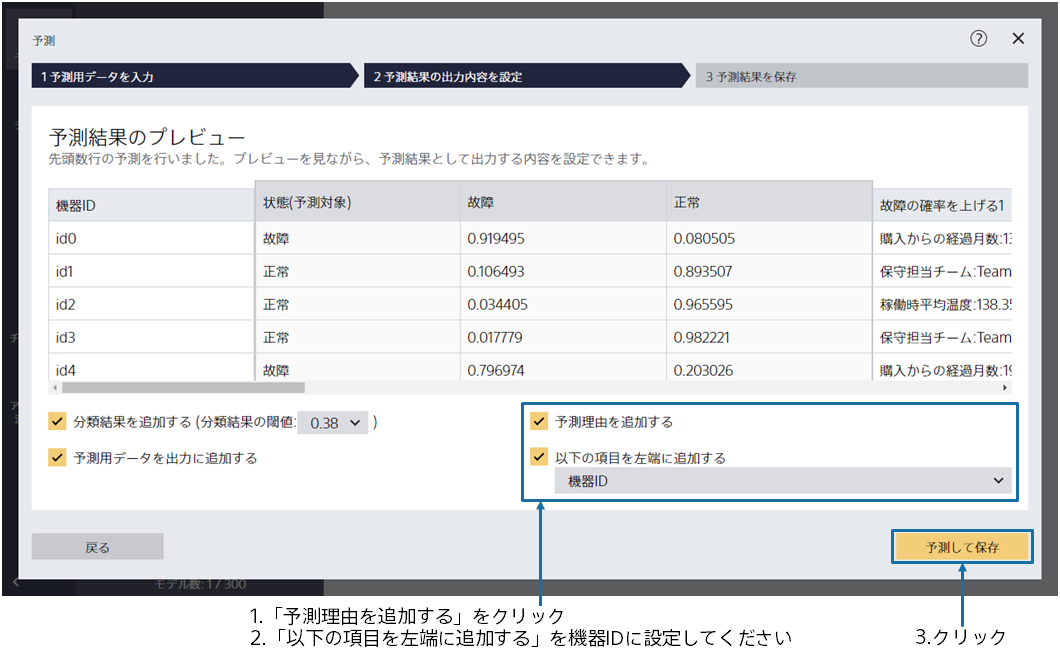 予測
?
1 予測用データを入力
2 予測結果の出力内容を設定
3 予測結果を保存
予測結果のプレビュー
先頭数行の予測を行いました。プレビューを見ながら、予測結果として出力する内容を設定できます。
機器ID 状態(予測対象) 故障 正常 故障の確率を上げる1
id0 故障 0.919495 0.080505 購入からの経過月数:13
id1 正常 0.106493 0.893507 保守担当チーム:Team
id2 正常 0.034405 0.965595 稼働時平均温度:138.35
id3 正常 0.017779 0.982221 保守担当チーム:Team
id4 故障 0.796974 0.203026 購入からの経過月数:19
分類結果を追加する (分類結果の閾値: 0.38 )
予測用データを出力に追加する
予測理由を追加する
以下の項目を左端に追加する
機器ID
戻る
予測して保存
モデル数: 1 / 300
1.「予測理由を追加する」をクリック
2.「以下の項目を左端に追加する」を機器IDに設定してください
3.クリック